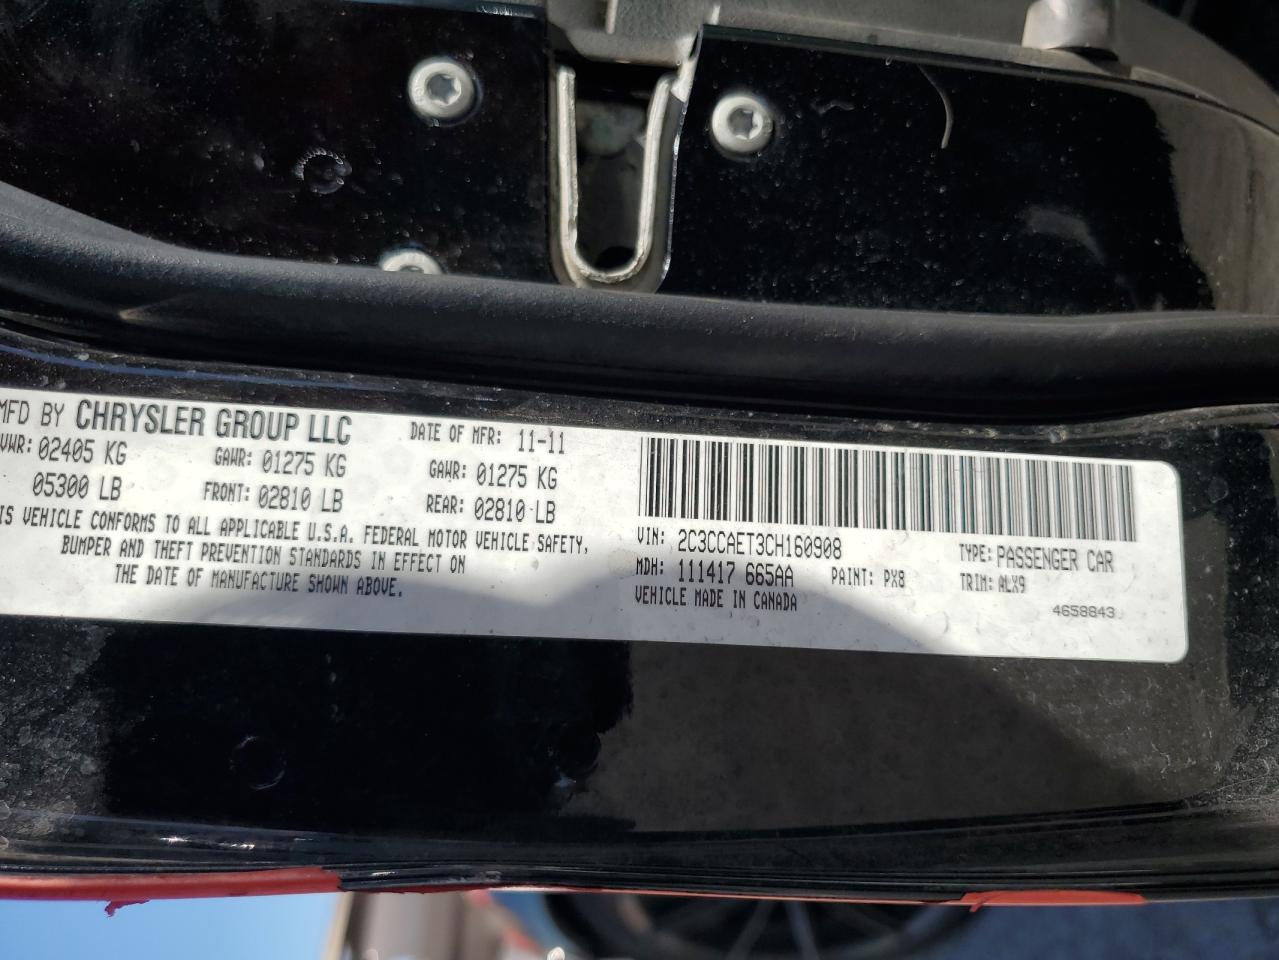 MFD BY CHRYSLER GROUP LLC DATE OF MFR: 11-11
VWR: 02405 KG GAWR: 01275 KG GAWR: 01275 KG
05300 LB FRONT: 02810 LB REAR: 02810 LB
IS VEHICLE CONFORMS TO ALL APPLICABLE U.S.A. FEDERAL MOTOR VEHICLE SAFETY,
BUMPER AND THEFT PREVENTION STANDARDS IN EFFECT ON
THE DATE OF MANUFACTURE SHOWN ABOVE.
VIN: 2C3CCAET3CH160908 TYPE: PASSENGER CAR
MDH: 111417 665AA PAINT: PX8 TRIM: ALX9
VEHICLE MADE IN CANADA 4658843